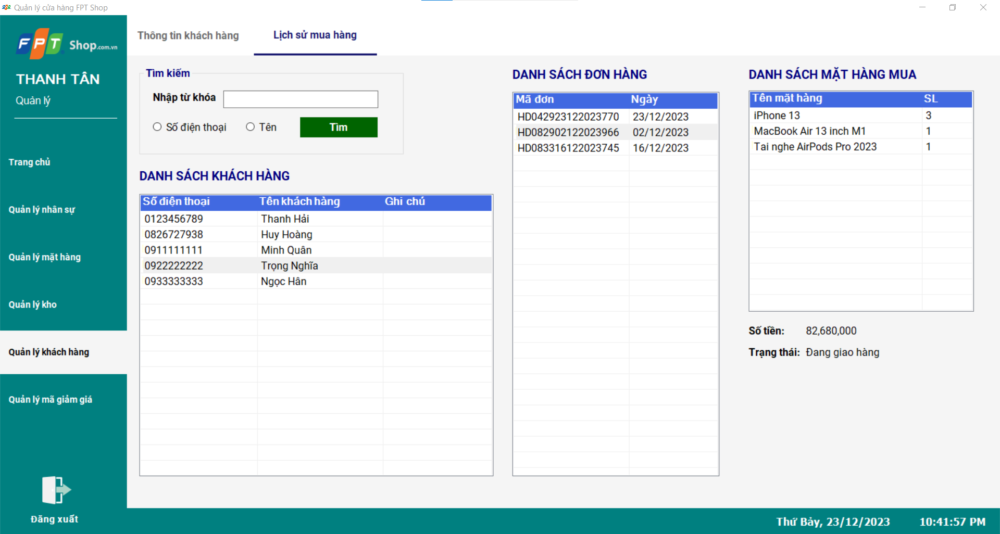 Quản lý cửa hàng FPT Shop
FPT Shop.com.vn
THANH TÂN
Quản lý
Trang chủ
Quản lý nhân sự
Quản lý mặt hàng
Quản lý kho
Quản lý khách hàng
Quản lý mã giảm giá
Đăng xuất
Thông tin khách hàng
Lịch sử mua hàng
Tìm kiếm
Nhập từ khóa
Số điện thoại
Tên
Tìm
DANH SÁCH KHÁCH HÀNG
Số điện thoại Tên khách hàng Ghi chú
0123456789 Thanh Hải
0826727938 Huy Hoàng
0911111111 Minh Quân
0922222222 Trọng Nghĩa
0933333333 Ngọc Hân
DANH SÁCH ĐƠN HÀNG
Mã đơn Ngày
HD042923122023770 23/12/2023
HD082902122023966 02/12/2023
HD083316122023745 16/12/2023
DANH SÁCH MẶT HÀNG MUA
Tên mặt hàng SL
iPhone 13 3
MacBook Air 13 inch M1 1
Tai nghe AirPods Pro 2023 1
Số tiền: 82,680,000
Trạng thái: Đang giao hàng
Thứ Bảy, 23/12/2023 10:41:57 PM